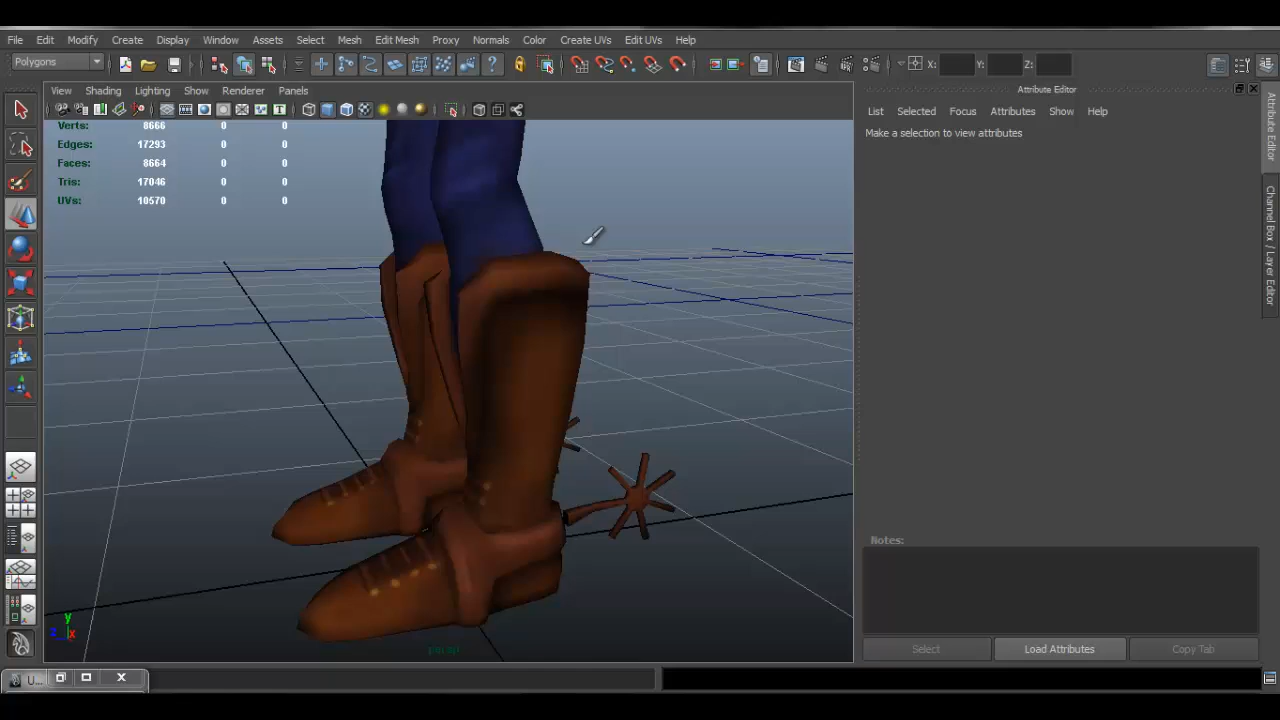 File Edit Modify Create Display Window Assets Select Mesh Edit Mesh Proxy Normals Color Create UVs Edit UVs Help
Polygons X: Y: Z:
View Shading Lighting Show Renderer Panels
Attribute Editor
List Selected Focus Attributes Show Help
Make a selection to view attributes
Verts: 8666 0 0
Edges: 17293 0 0
Faces: 8664 0 0
Tris: 17046 0 0
UVs: 10570 0 0
Attribute Editor
Channel Box / Layer Editor
Notes:
y
z x
persp
Select Load Attributes Copy Tab
U...